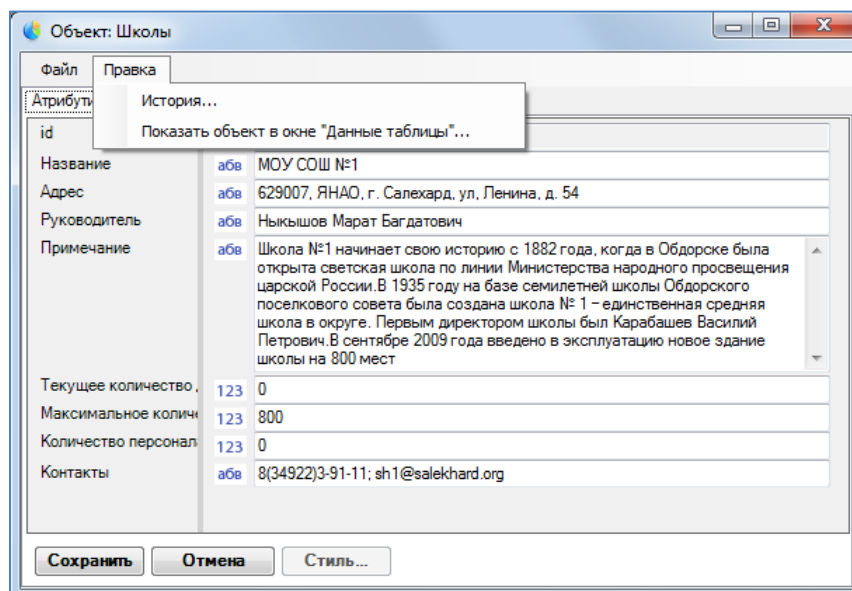 Объект: Школы
Файл Правка
История...
Показать объект в окне "Данные таблицы"...
Атрибути
id
Название абв МОУ СОШ №1
Адрес абв 629007, ЯНАО, г. Салехард, ул, Ленина, д. 54
Руководитель абв Ныкышов Марат Багдатович
Примечание абв Школа №1 начинает свою историю с 1882 года, когда в Обдорске была
открыта светская школа по линии Министерства народного просвещения
царской России.В 1935 году на базе семилетней школы Обдорского
поселкового совета была создана школа № 1 – единственная средняя
школа в округе. Первым директором школы был Карабашев Василий
Петрович.В сентябре 2009 года введено в эксплуатацию новое здание
школы на 800 мест
Текущее количество 123 0
Максимальное количе 123 800
Количество персонал 123 0
Контакты абв 8(34922)3-91-11; sh1@salekhard.org
Сохранить Отмена Стиль...